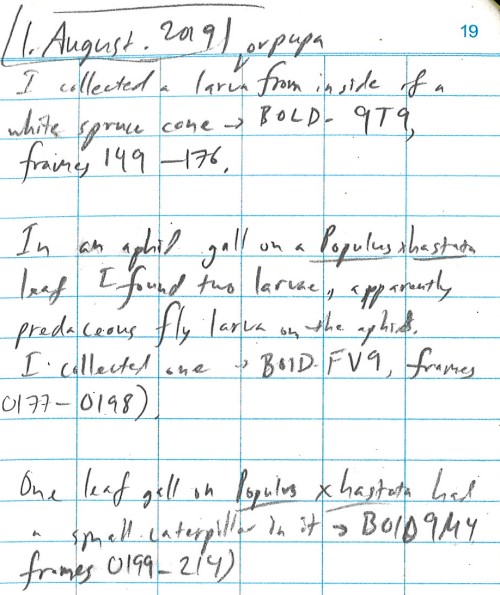 19
1. August. 2019 or pupa
I collected a larva from inside of a
white spruce cone → BOLD-9T9,
frames 149–176.
In an aphid gall on a Populus ×hastata
leaf I found two larvae, apparently
predaceous fly larva on the aphids.
I collected one → BOLD-FV9, frames
0177–0198).
One leaf gall on Populus ×hastata had
a small caterpillar in it → BOLD9MY
frames 0199–214)